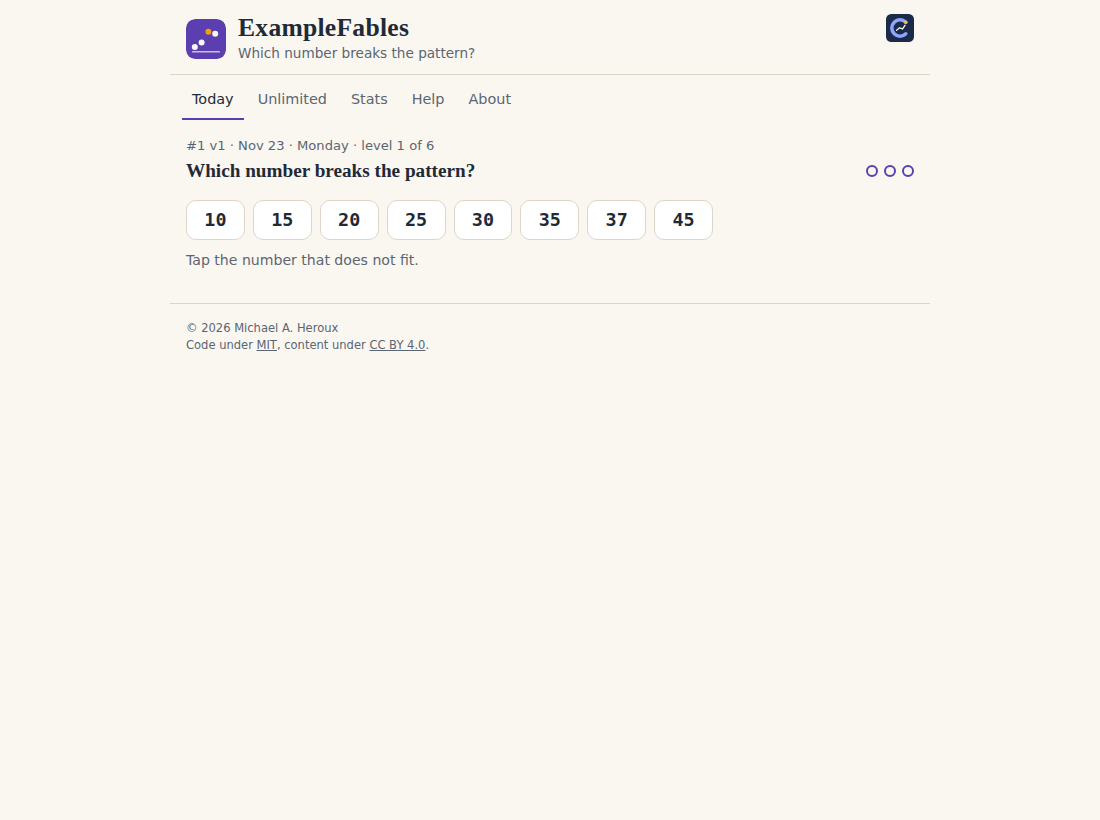 ExampleFables
Which number breaks the pattern?
Today Unlimited Stats Help About
#1 v1 · Nov 23 · Monday · level 1 of 6
Which number breaks the pattern?
10 15 20 25 30 35 37 45
Tap the number that does not fit.
© 2026 Michael A. Heroux
Code under MIT, content under CC BY 4.0.